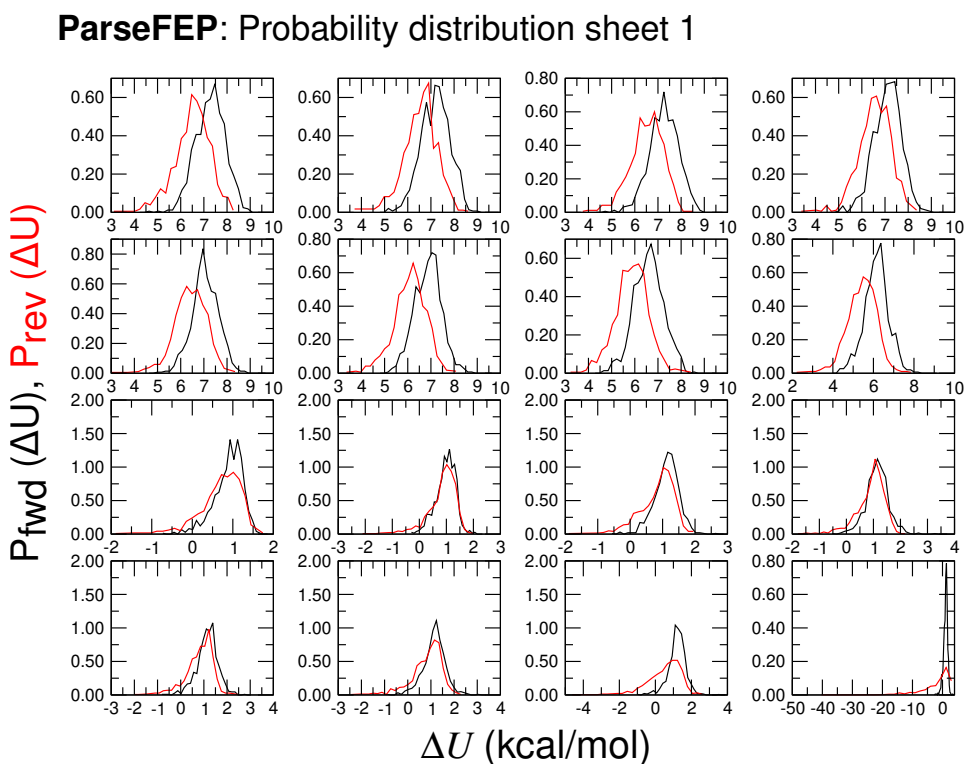 ParseFEP: Probability distribution sheet 1
Pfwd (ΔU), Prev (ΔU)
0.60 0.40 0.20 0.00
3 4 5 6 7 8 9 10
0.60 0.40 0.20 0.00
3 4 5 6 7 8 9 10
0.80 0.60 0.40 0.20 0.00
3 4 5 6 7 8 9 10
0.60 0.40 0.20 0.00
3 4 5 6 7 8 9 10
0.80 0.60 0.40 0.20 0.00
3 4 5 6 7 8 9 10
0.80 0.60 0.40 0.20 0.00
3 4 5 6 7 8 9 10
0.60 0.40 0.20 0.00
3 4 5 6 7 8 9 10
0.80 0.60 0.40 0.20 0.00
2 4 6 8 10
2.00 1.50 1.00 0.50 0.00
-2 -1 0 1 2
2.00 1.50 1.00 0.50 0.00
-3 -2 -1 0 1 2 3
2.00 1.50 1.00 0.50 0.00
-2 -1 0 1 2 3
2.00 1.50 1.00 0.50 0.00
-2 -1 0 1 2 3 4
2.00 1.50 1.00 0.50 0.00
-3 -2 -1 0 1 2 3 4
2.00 1.50 1.00 0.50 0.00
-3 -2 -1 0 1 2 3 4
2.00 1.50 1.00 0.50 0.00
-4 -2 0 2 4
0.80 0.60 0.40 0.20 0.00
-50 -40 -30 -20 -10 0
ΔU (kcal/mol)